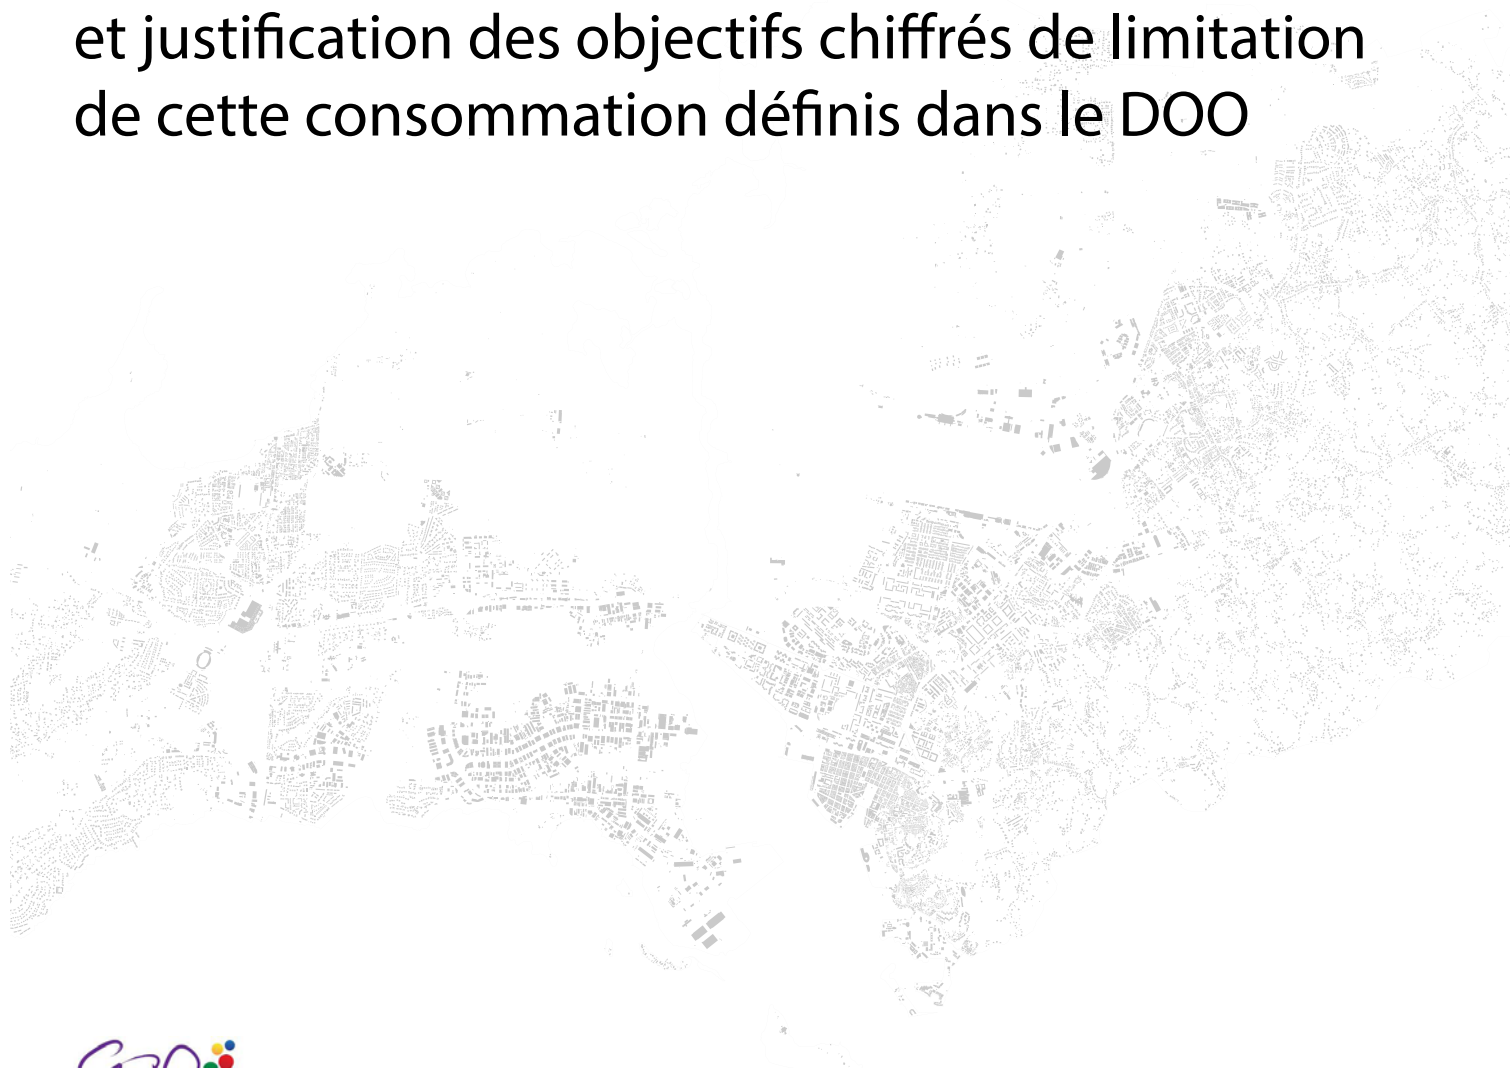 et justification des objectifs chiffrés de limitation
de cette consommation définis dans le DOO